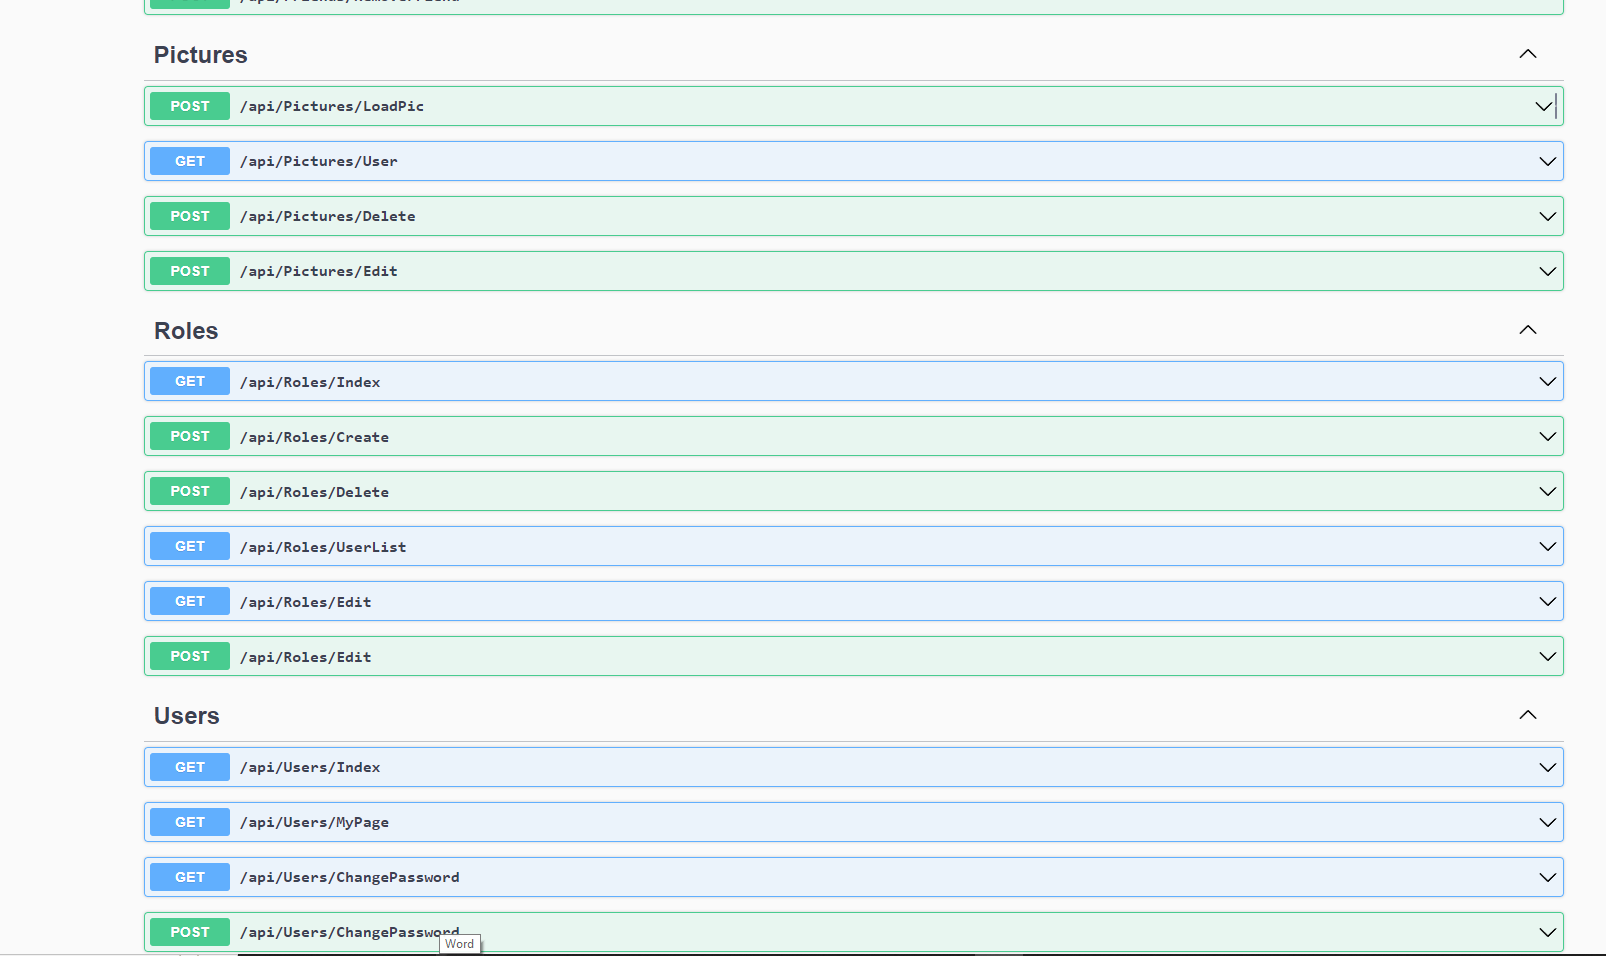 Pictures
POST /api/Pictures/LoadPic
GET /api/Pictures/User
POST /api/Pictures/Delete
POST /api/Pictures/Edit
Roles
GET /api/Roles/Index
POST /api/Roles/Create
POST /api/Roles/Delete
GET /api/Roles/UserList
GET /api/Roles/Edit
POST /api/Roles/Edit
Users
GET /api/Users/Index
GET /api/Users/MyPage
GET /api/Users/ChangePassword
POST /api/Users/ChangePassword
Word